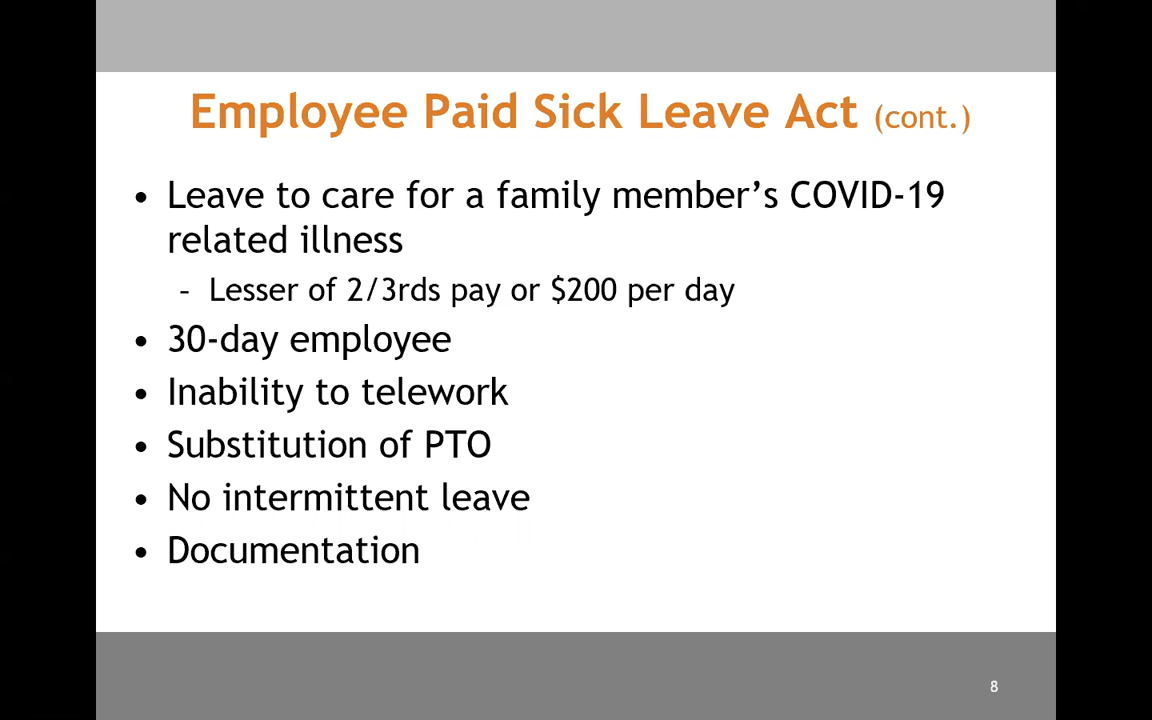 Employee Paid Sick Leave Act (cont.)
• Leave to care for a family member’s COVID-19
related illness
– Lesser of 2/3rds pay or $200 per day
• 30-day employee
• Inability to telework
• Substitution of PTO
• No intermittent leave
• Documentation
8